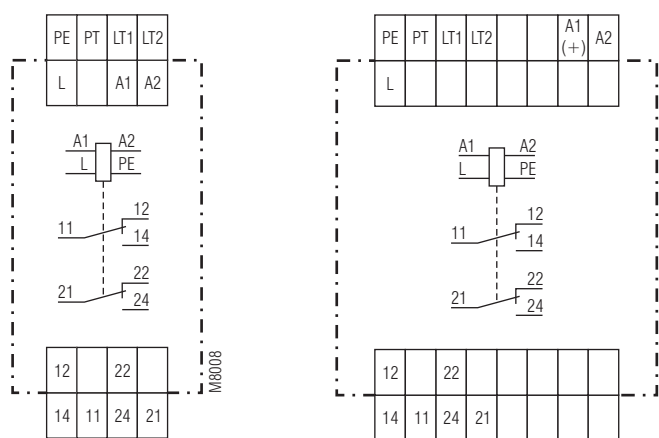 PE PT LT1 LT2
L A1 A2
A1 A2
L PE
11 12
14
21 22
24
12 22
14 11 24 21
M8008
PE PT LT1 LT2 A1 (+) A2
L
A1 A2
L PE
11 12
14
21 22
24
12 22
14 11 24 21